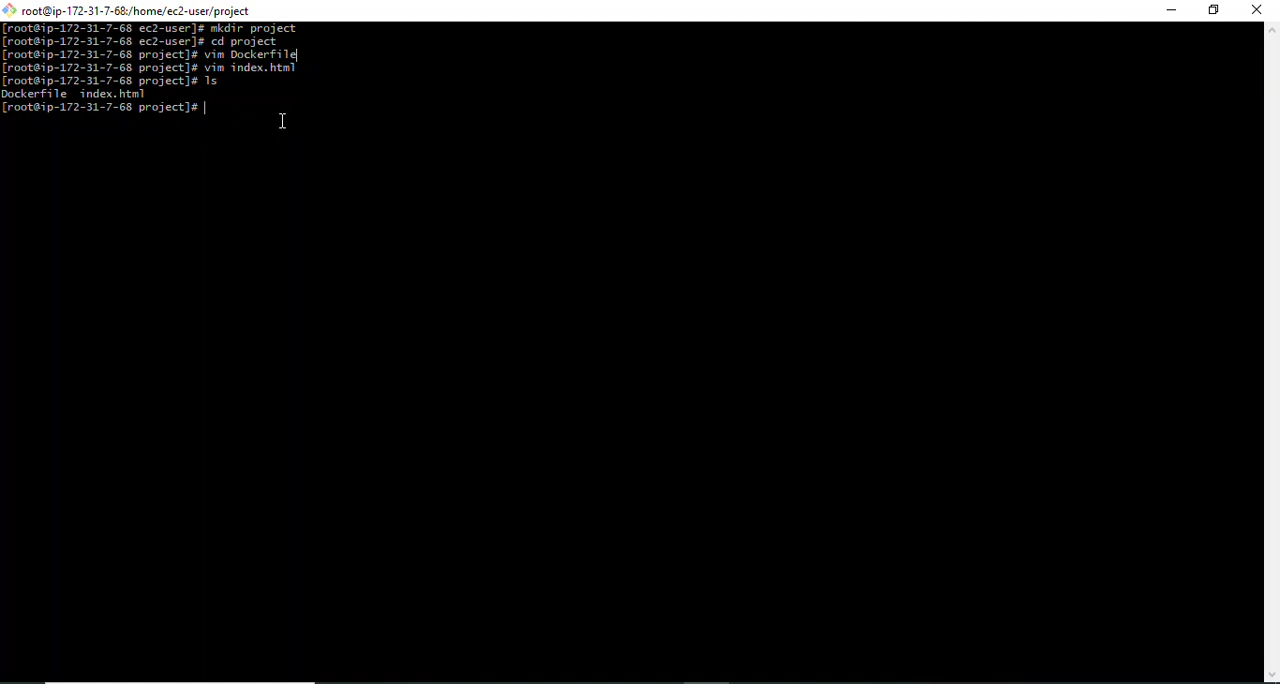 root@ip-172-31-7-68:/home/ec2-user/project
[root@ip-172-31-7-68 ec2-user]# mkdir project
[root@ip-172-31-7-68 ec2-user]# cd project
[root@ip-172-31-7-68 project]# vim Dockerfile
[root@ip-172-31-7-68 project]# vim index.html
[root@ip-172-31-7-68 project]# ls
Dockerfile  index.html
[root@ip-172-31-7-68 project]#